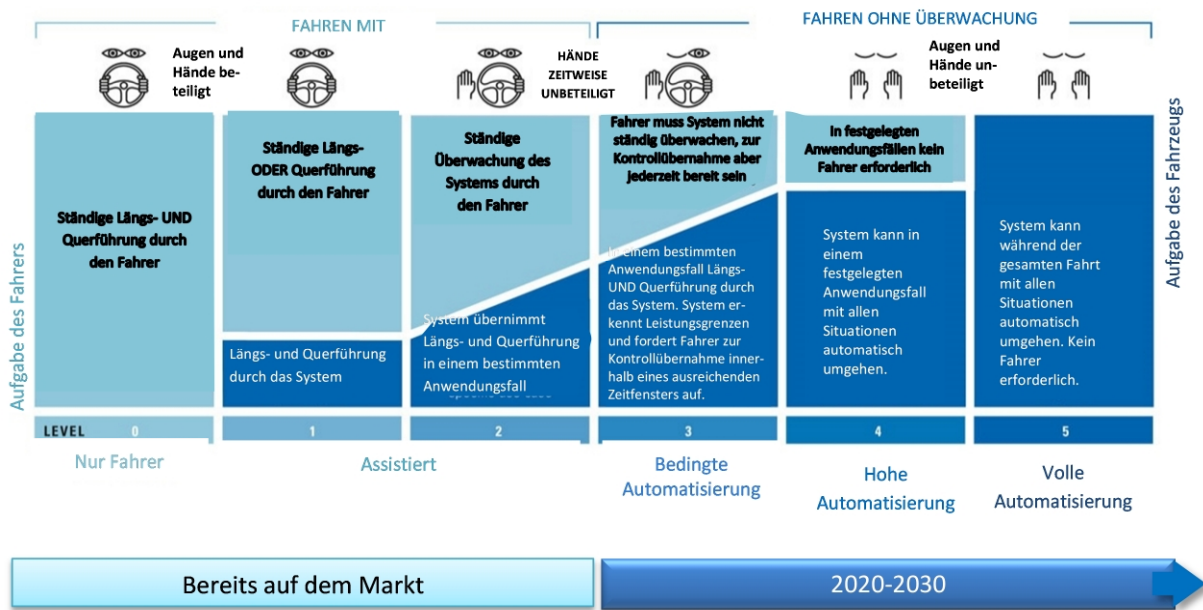 FAHREN MIT
FAHREN OHNE ÜBERWACHUNG
Augen und
Hände be-
teiligt
HÄNDE
ZEITWEISE
UNBETEILIGT
Augen und
Hände un-
beteiligt
Aufgabe des Fahrers
Ständige Längs- UND
Querführung durch
den Fahrer
Ständige Längs-
ODER Querführung
durch den Fahrer
Längs- und Querführung
durch das System
Ständige
Überwachung des
Systems durch
den Fahrer
System übernimmt
Längs- und Querführung
in einem bestimmten
Anwendungsfall
Fahrer muss System nicht
ständig überwachen, zur
Kontrollübernahme aber
jederzeit bereit sein
In einem bestimmten
Anwendungsfall Längs-
UND Querführung durch
das System. System er-
kennt Leistungsgrenzen
und fordert Fahrer zur
Kontrollübernahme inner-
halb eines ausreichenden
Zeitfensters auf.
In festgelegten
Anwendungsfällen kein
Fahrer erforderlich
System kann in
einem
festgelegten
Anwendungsfall
mit allen
Situationen
automatisch
umgehen.
System kann
während der
gesamten Fahrt
mit allen
Situationen
automatisch
umgehen. Kein
Fahrer
erforderlich.
Aufgabe des Fahrzeugs
LEVEL 0 1 2 3 4 5
Nur Fahrer
Assistiert
Bedingte
Automatisierung
Hohe
Automatisierung
Volle
Automatisierung
Bereits auf dem Markt
2020-2030